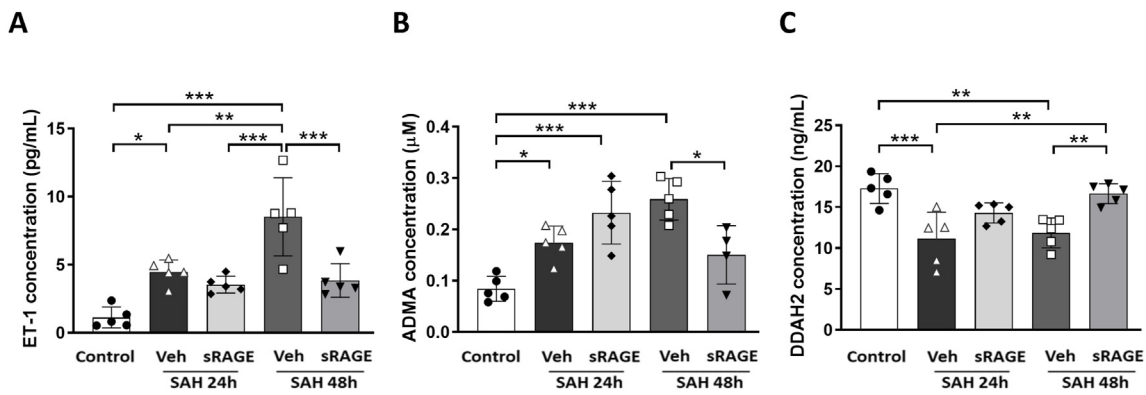 A
ET-1 concentration (pg/mL)
15
10
5
0
***
**
*
***
***
Control
Veh
sRAGE
Veh
sRAGE
SAH 24h
SAH 48h
B
ADMA concentration (μM)
0.4
0.3
0.2
0.1
0.0
***
***
*
*
Control
Veh
sRAGE
Veh
sRAGE
SAH 24h
SAH 48h
C
DDAH2 concentration (ng/mL)
25
20
15
10
5
0
**
**
***
**
Control
Veh
sRAGE
Veh
sRAGE
SAH 24h
SAH 48h